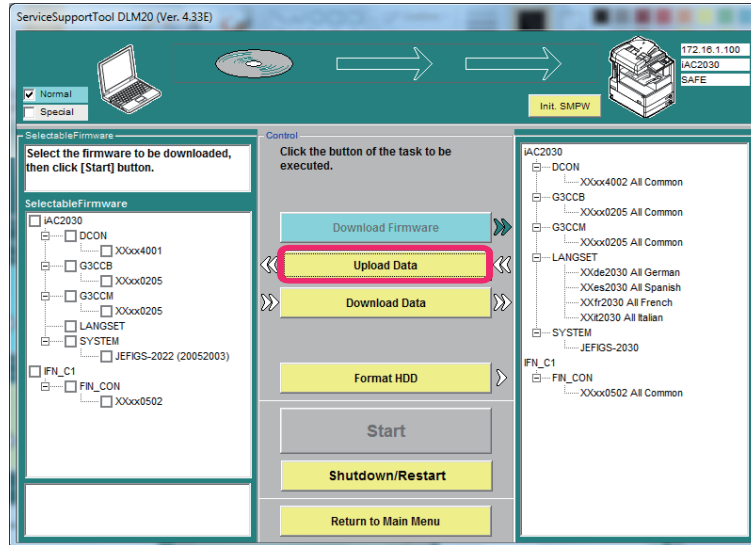 ServiceSupportTool DLM20 (Ver. 4.33E)
172.16.1.100
iAC2030
SAFE
Normal
Special
Init. SMPW
SelectableFirmware
Select the firmware to be downloaded,
then click [Start] button.
SelectableFirmware
iAC2030
DCON
XXxx4001
G3CCB
XXxx0205
G3CCM
XXxx0205
LANGSET
SYSTEM
JEFIGS-2022 (20052003)
IFN_C1
FIN_CON
XXxx0502
Control
Click the button of the task to be
executed.
Download Firmware
Upload Data
Download Data
Format HDD
Start
Shutdown/Restart
Return to Main Menu
iAC2030
DCON
XXxx4002 All Common
G3CCB
XXxx0205 All Common
G3CCM
XXxx0205 All Common
LANGSET
XXde2030 All German
XXes2030 All Spanish
XXfr2030 All French
XXit2030 All Italian
SYSTEM
JEFIGS-2030
IFN_C1
FIN_CON
XXxx0502 All Common